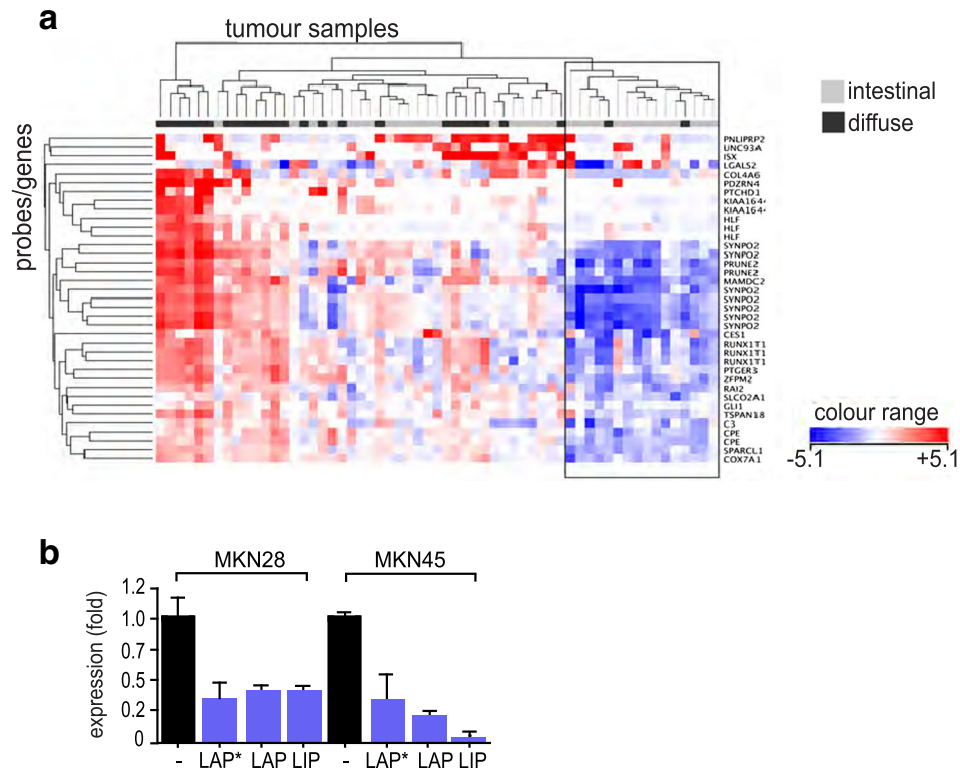 a
tumour samples
intestinal
diffuse
probes/genes
PNLIPRP2
UNC93A
ISX
LGALS2
COL4A6
PDZRN4
PTCHD1
KIAA164
KIAA164
HLF
HLF
HLF
SYNPO2
SYNPO2
PRUNE2
PRUNE2
MAMDC2
SYNPO2
SYNPO2
SYNPO2
SYNPO2
SYNPO2
CES1
RUNX1T1
RUNX1T1
RUNX1T1
PTGER3
ZFPM2
RAI2
SLCO2A1
GLI1
TSPAN18
C3
CPE
CPE
SPARCL1
COX7A1
colour range
-5.1 +5.1
b
MKN28 MKN45
expression (fold)
1.2
1.0
0.7
0.5
0.2
0
- LAP* LAP LIP - LAP* LAP LIP